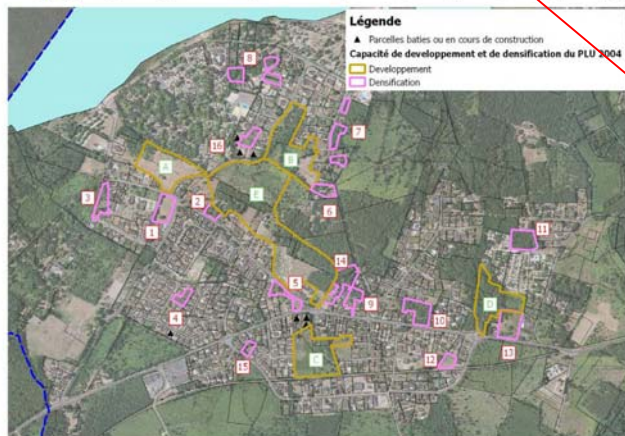 Légende
Parcelles baties ou en cours de construction
Capacité de developpement et de densification du PLU 2004
Developpement
Densification
8
7
16
B
A
E
3
2
1
6
11
14
5
9
D
4
10
13
C
12
15